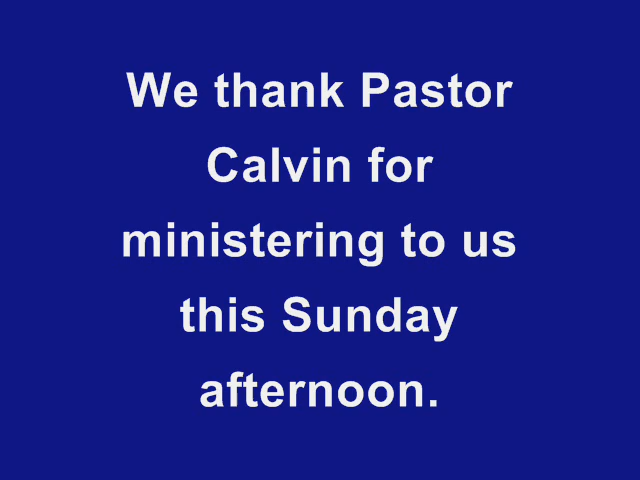 We thank Pastor
Calvin for
ministering to us
this Sunday
afternoon.